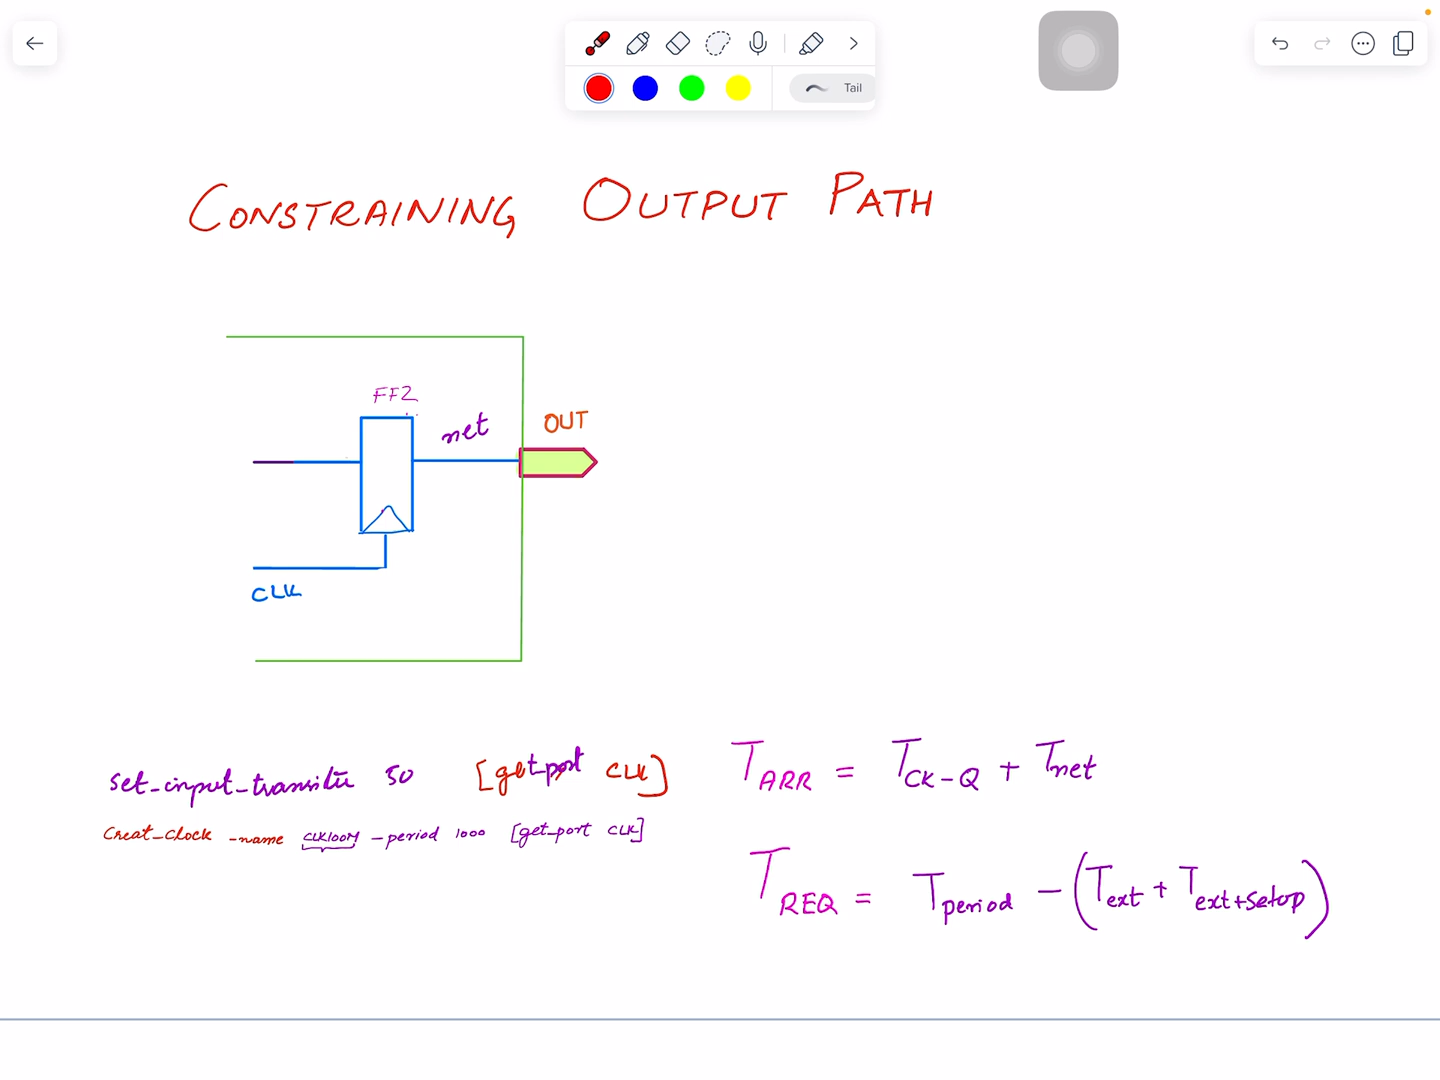 Tail
CONSTRAINING OUTPUT PATH
FF2
net
OUT
CLK
set_input_transition 50 [get_port CLK]
Creat_Clock -name CLK100M -period 1000 [get_port CLK]
TARR = TCK-Q + Tnet
TREQ = Tperiod - (Text + Text+setup)